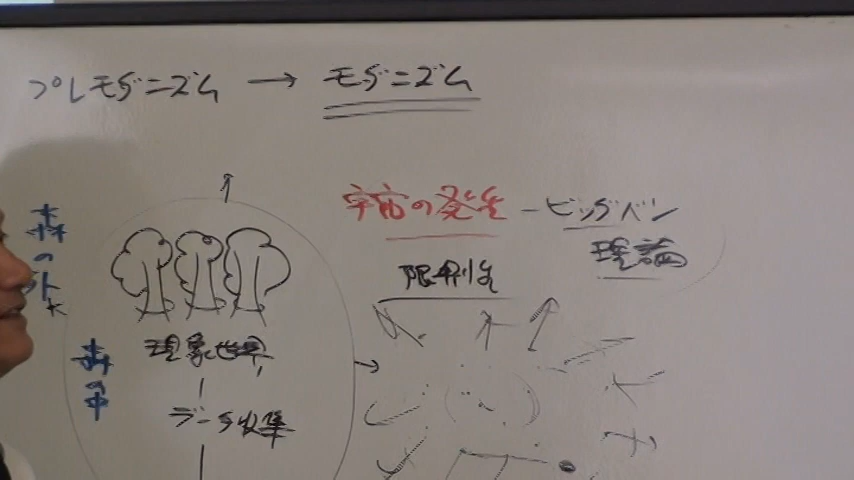 プレモダニズム → モダニズム
宇宙の発生 - ビッグバン
理論
限界性
森の外
現象世界
森の中
データ収集